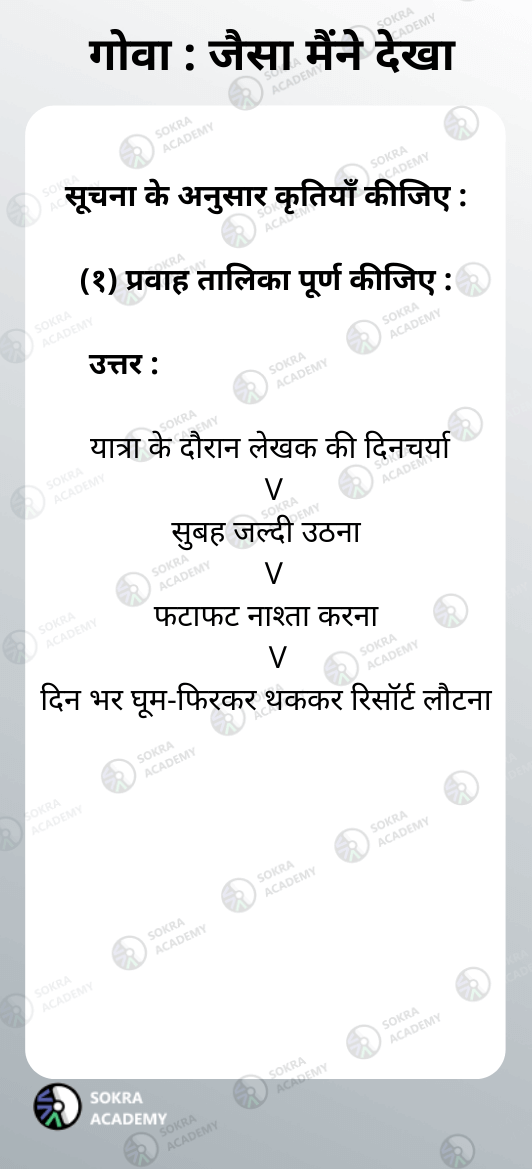 गोवा : जैसा मैंने देखा
सूचना के अनुसार कृतियाँ कीजिए :
(१) प्रवाह तालिका पूर्ण कीजिए :
उत्तर :
यात्रा के दौरान लेखक की दिनचर्या
V
सुबह जल्दी उठना
V
फटाफट नाश्ता करना
V
दिन भर घूम-फिरकर थककर रिसॉर्ट लौटना
SOKRA
ACADEMY